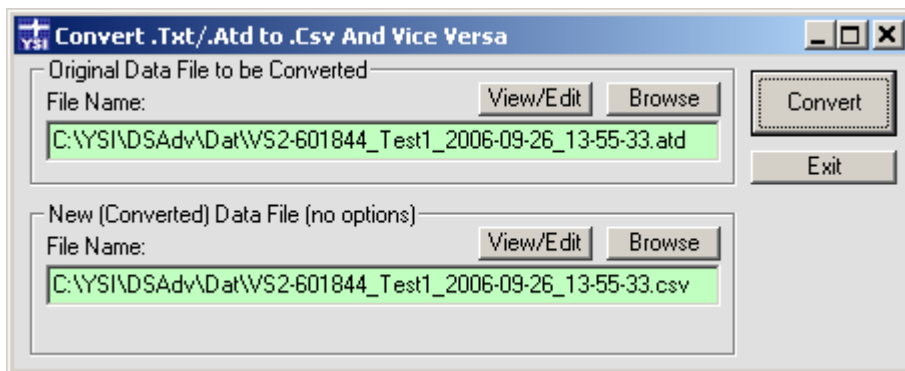 YSI Convert .Txt/.Atd to .Csv And Vice Versa
Original Data File to be Converted
File Name: View/Edit Browse
C:\YSI\DSAdv\Dat\VS2-601844_Test1_2006-09-26_13-55-33.atd
Convert
Exit
New (Converted) Data File (no options)
File Name: View/Edit Browse
C:\YSI\DSAdv\Dat\VS2-601844_Test1_2006-09-26_13-55-33.csv